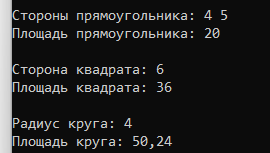 Стороны прямоугольника: 4 5
Площадь прямоугольника: 20
Сторона квадрата: 6
Площадь квадрата: 36
Радиус круга: 4
Площадь круга: 50,24